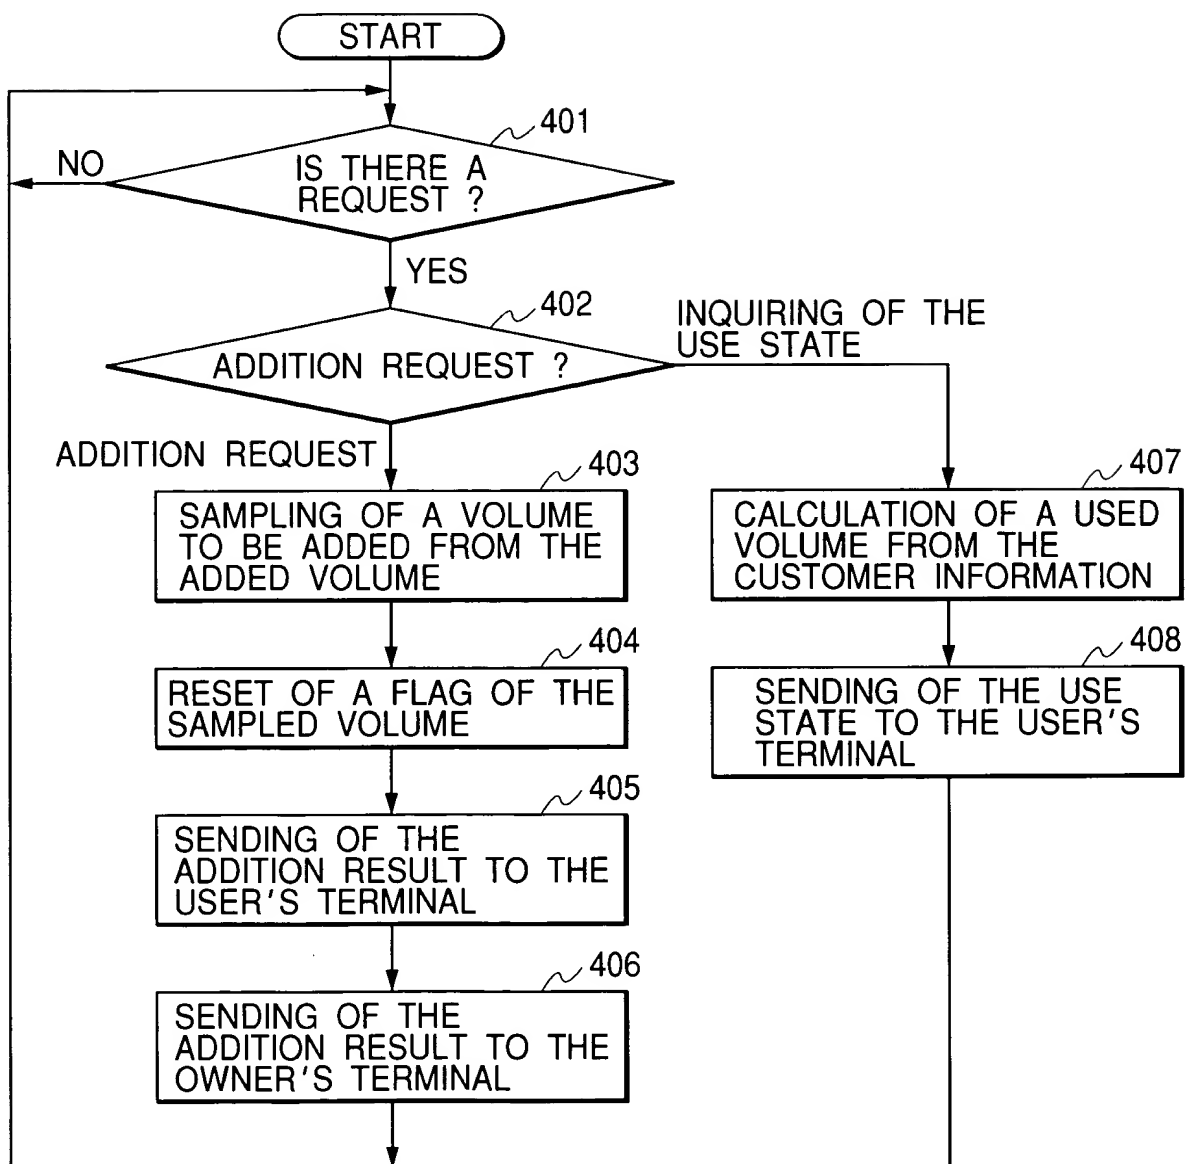 START
401
NO
IS THERE A
REQUEST ?
YES
402
INQUIRING OF THE
USE STATE
ADDITION REQUEST ?
ADDITION REQUEST
403
SAMPLING OF A VOLUME
TO BE ADDED FROM THE
ADDED VOLUME
407
CALCULATION OF A USED
VOLUME FROM THE
CUSTOMER INFORMATION
404
RESET OF A FLAG OF THE
SAMPLED VOLUME
408
SENDING OF THE USE
STATE TO THE USER'S
TERMINAL
405
SENDING OF THE
ADDITION RESULT TO THE
USER'S TERMINAL
406
SENDING OF THE
ADDITION RESULT TO THE
OWNER'S TERMINAL